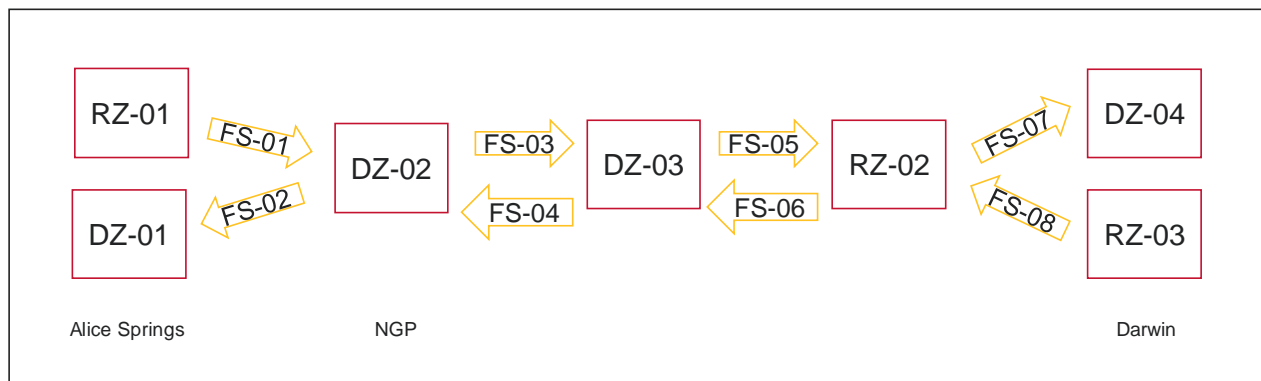 RZ-01
FS-01
DZ-02
FS-03
DZ-03
FS-05
RZ-02
FS-07
DZ-04
DZ-01
FS-02
FS-04
FS-06
FS-08
RZ-03
Alice Springs
NGP
Darwin